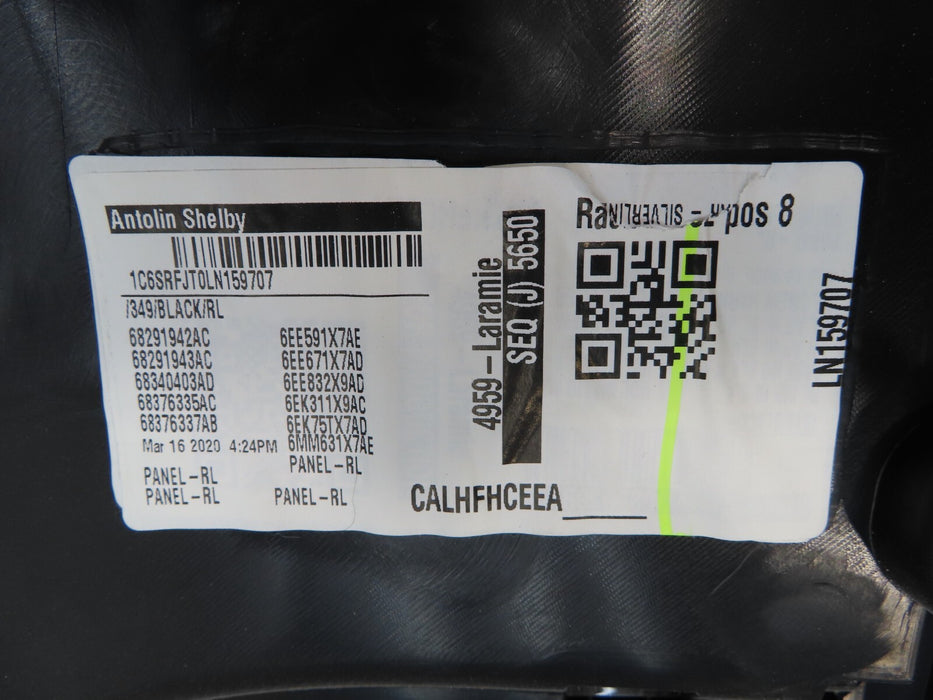 Antolin Shelby
1C6SRFJT0LN159707
/349/BLACK/RL
68291942AC 6EE591X7AE
68291943AC 6EE671X7AD
68340403AD 6EE832X9AD
68376335AC 6EK311X9AC
68376337AB 6EK75TX7AD
Mar 16 2020 4:24PM 6MM631X7AE
PANEL-RL PANEL-RL
PANEL-RL PANEL-RL
4959-Laramie
SEQ (J) 5650
pos 8
CALHFHCEEA
LN159707